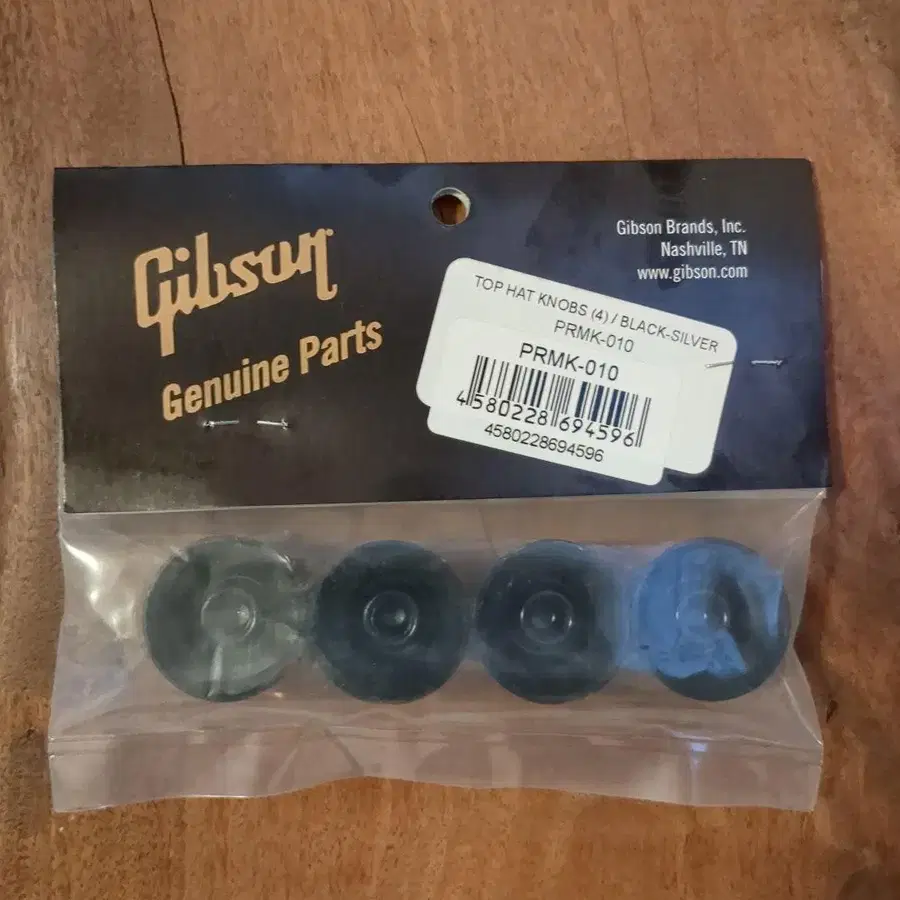 Gibson
Genuine Parts
Gibson Brands, Inc.
Nashville, TN
www.gibson.com
TOP HAT KNOBS (4) / BLACK-SILVER
PRMK-010
PRMK-010
4 580228 694596
4580228694596